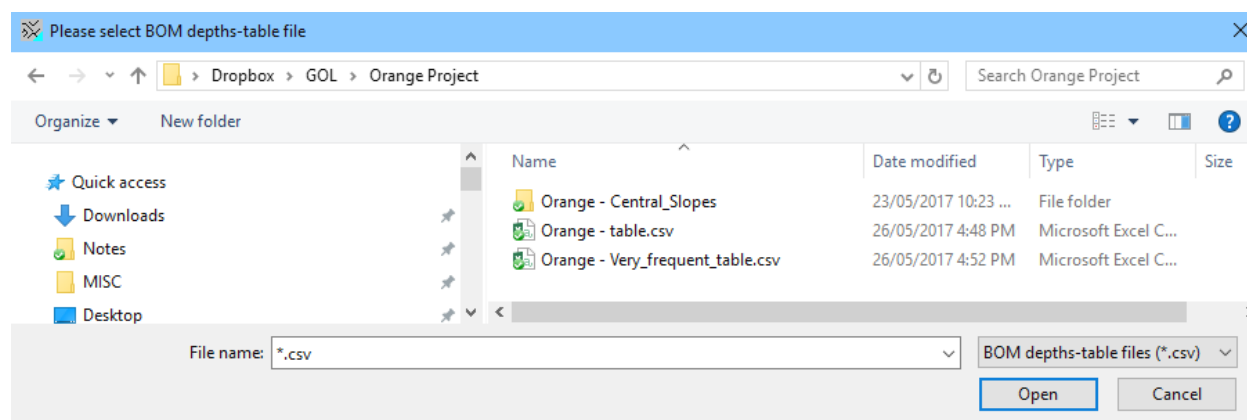 Please select BOM depths-table file
Dropbox > GOL > Orange Project
Search Orange Project
Organize
New folder
Name Date modified Type Size
Quick access
Downloads
Notes
MISC
Desktop
Orange - Central_Slopes 23/05/2017 10:23 ... File folder
Orange - table.csv 26/05/2017 4:48 PM Microsoft Excel C...
Orange - Very_frequent_table.csv 26/05/2017 4:52 PM Microsoft Excel C...
File name: *.csv
BOM depths-table files (*.csv)
Open Cancel